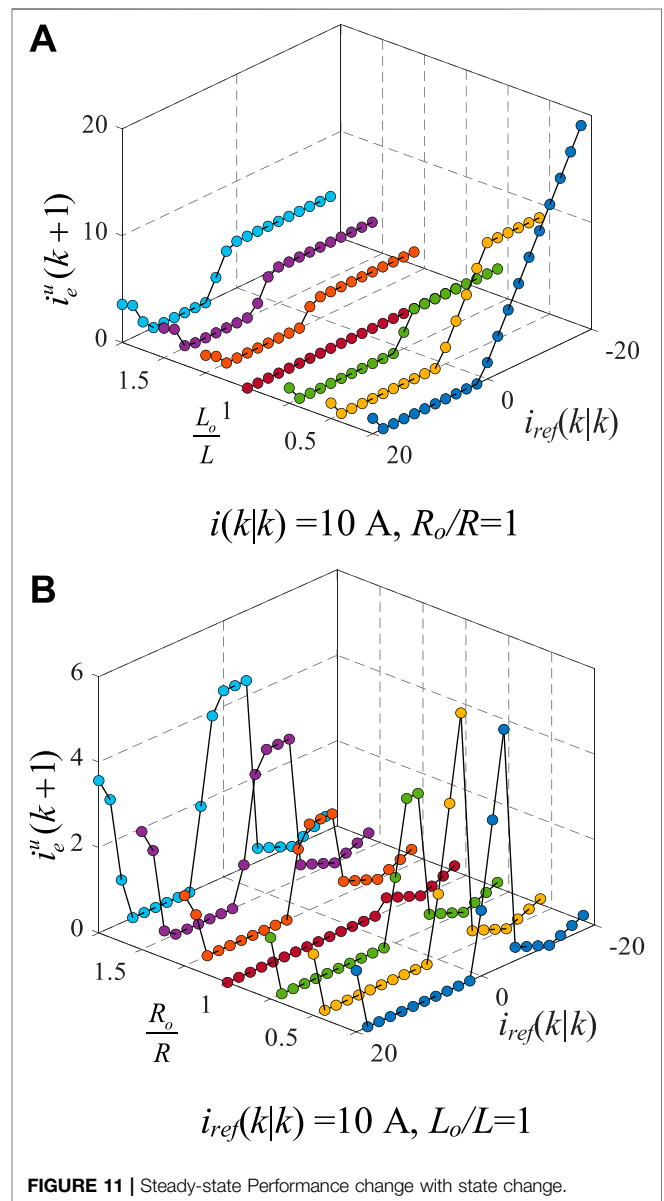 A
20
10
0
i_e^u(k+1)
1.5
1
0.5
L_o/L
20
0
-20
i_ref(k|k)
i(k|k) =10 A, R_o/R=1
B
6
4
2
0
i_e^u(k+1)
1.5
1
0.5
R_o/R
20
0
-20
i_ref(k|k)
i_ref(k|k) =10 A, L_o/L=1
FIGURE 11 | Steady-state Performance change with state change.